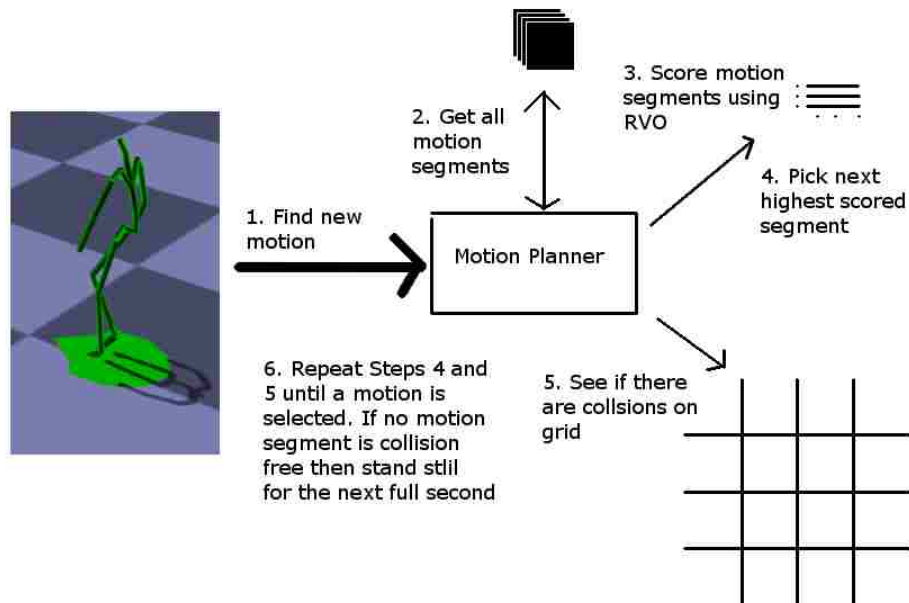 1. Find new
motion
2. Get all
motion
segments
3. Score motion
segments using
RVO
4. Pick next
highest scored
segment
Motion Planner
5. See if there
are collsions on
grid
6. Repeat Steps 4 and
5 until a motion is
selected. If no motion
segment is collision
free then stand stlil
for the next full second